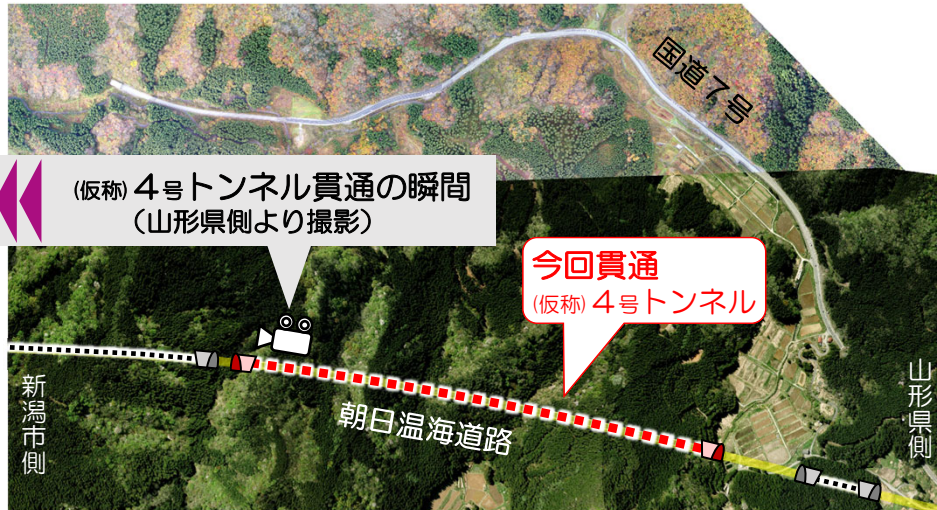 国道7号
(仮称)4号トンネル貫通の瞬間
(山形県側より撮影)
今回貫通
(仮称)4号トンネル
朝日温海道路
新潟市側
山形県側